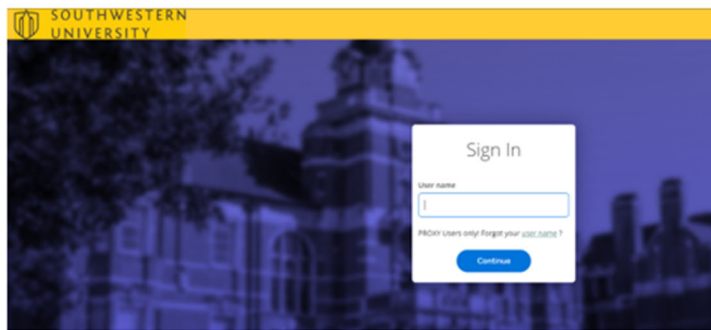 SOUTHWESTERN
UNIVERSITY
Sign In
User name
PROXY Users only! Forgot your user name ?
Continue